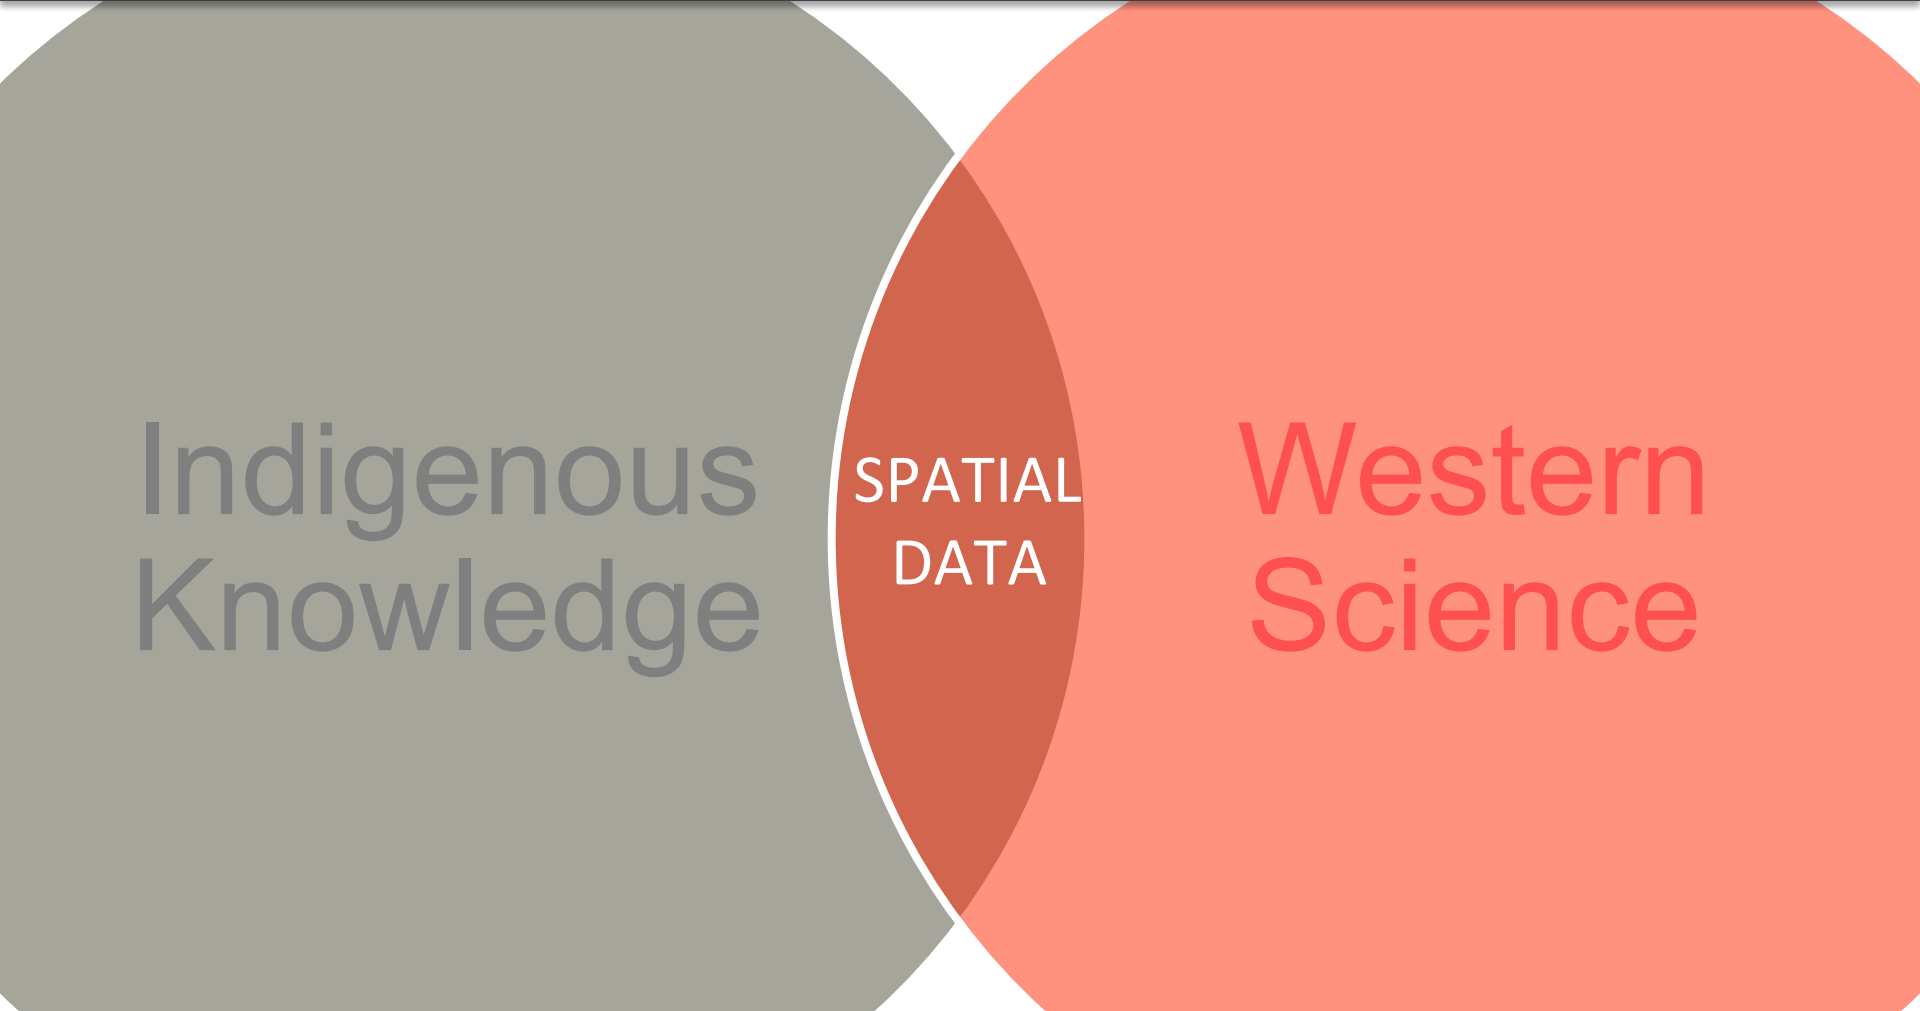 Indigenous
Knowledge
SPATIAL
DATA
Western
Science